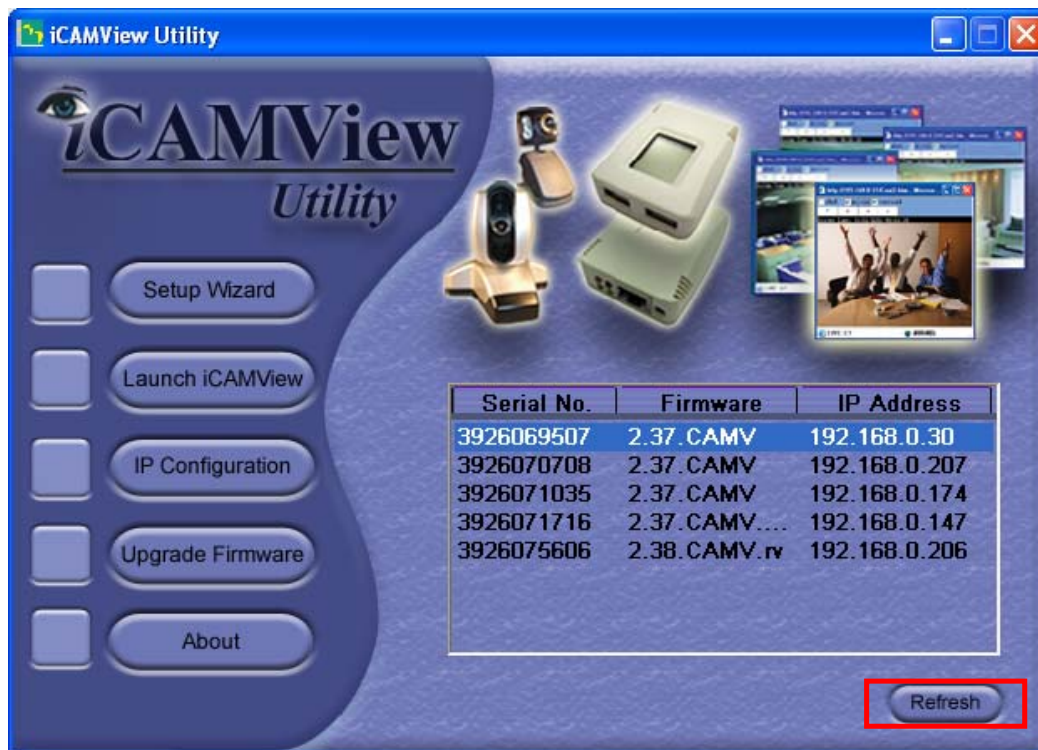 iCAMView Utility
iCAMView
Utility
Setup Wizard
Launch iCAMView
IP Configuration
Upgrade Firmware
About
Serial No. Firmware IP Address
3926069507 2.37.CAMV 192.168.0.30
3926070708 2.37.CAMV 192.168.0.207
3926071035 2.37.CAMV 192.168.0.174
3926071716 2.37.CAMV.... 192.168.0.147
3926075606 2.38.CAMV.rv 192.168.0.206
Refresh